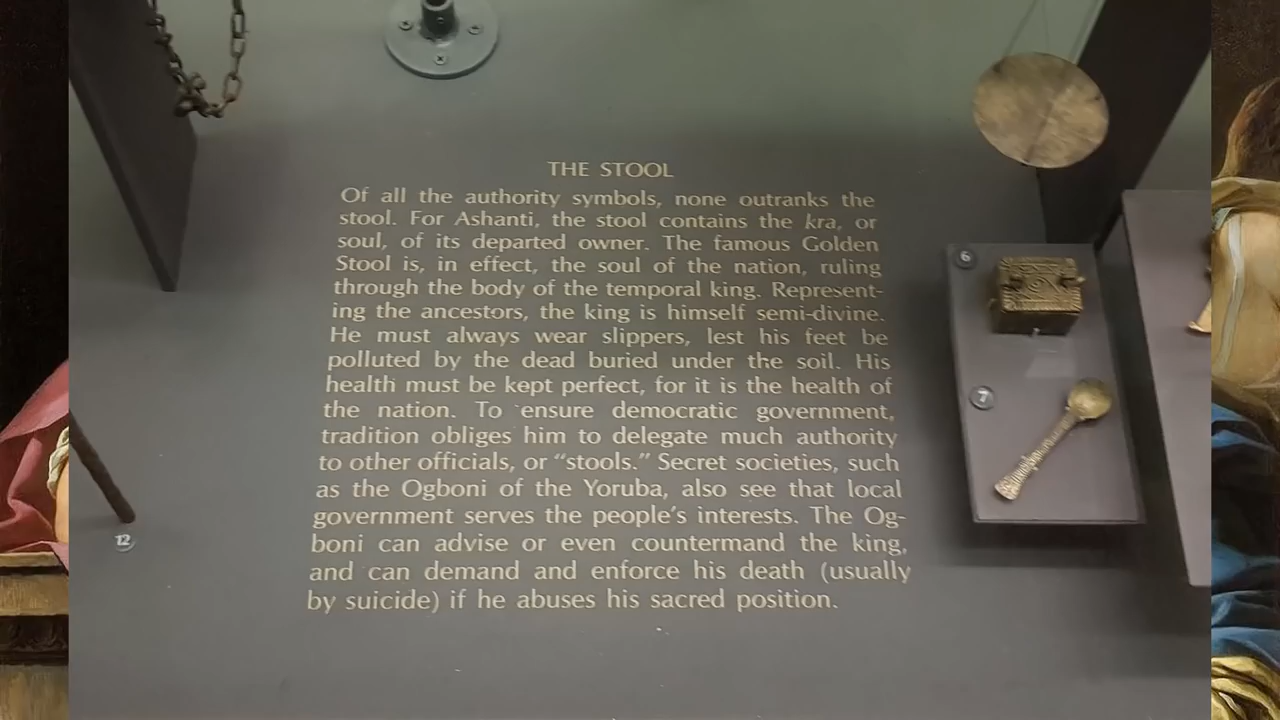 THE STOOL
Of all the authority symbols, none outranks the
stool. For Ashanti, the stool contains the kra, or
soul, of its departed owner. The famous Golden
Stool is, in effect, the soul of the nation, ruling
through the body of the temporal king. Represent-
ing the ancestors, the king is himself semi-divine.
He must always wear slippers, lest his feet be
polluted by the dead buried under the soil. His
health must be kept perfect, for it is the health of
the nation. To ensure democratic government,
tradition obliges him to delegate much authority
to other officials, or “stools.” Secret societies, such
as the Ogboni of the Yoruba, also see that local
government serves the people's interests. The Og-
boni can advise or even countermand the king,
and can demand and enforce his death (usually
by suicide) if he abuses his sacred position.
6
7
12